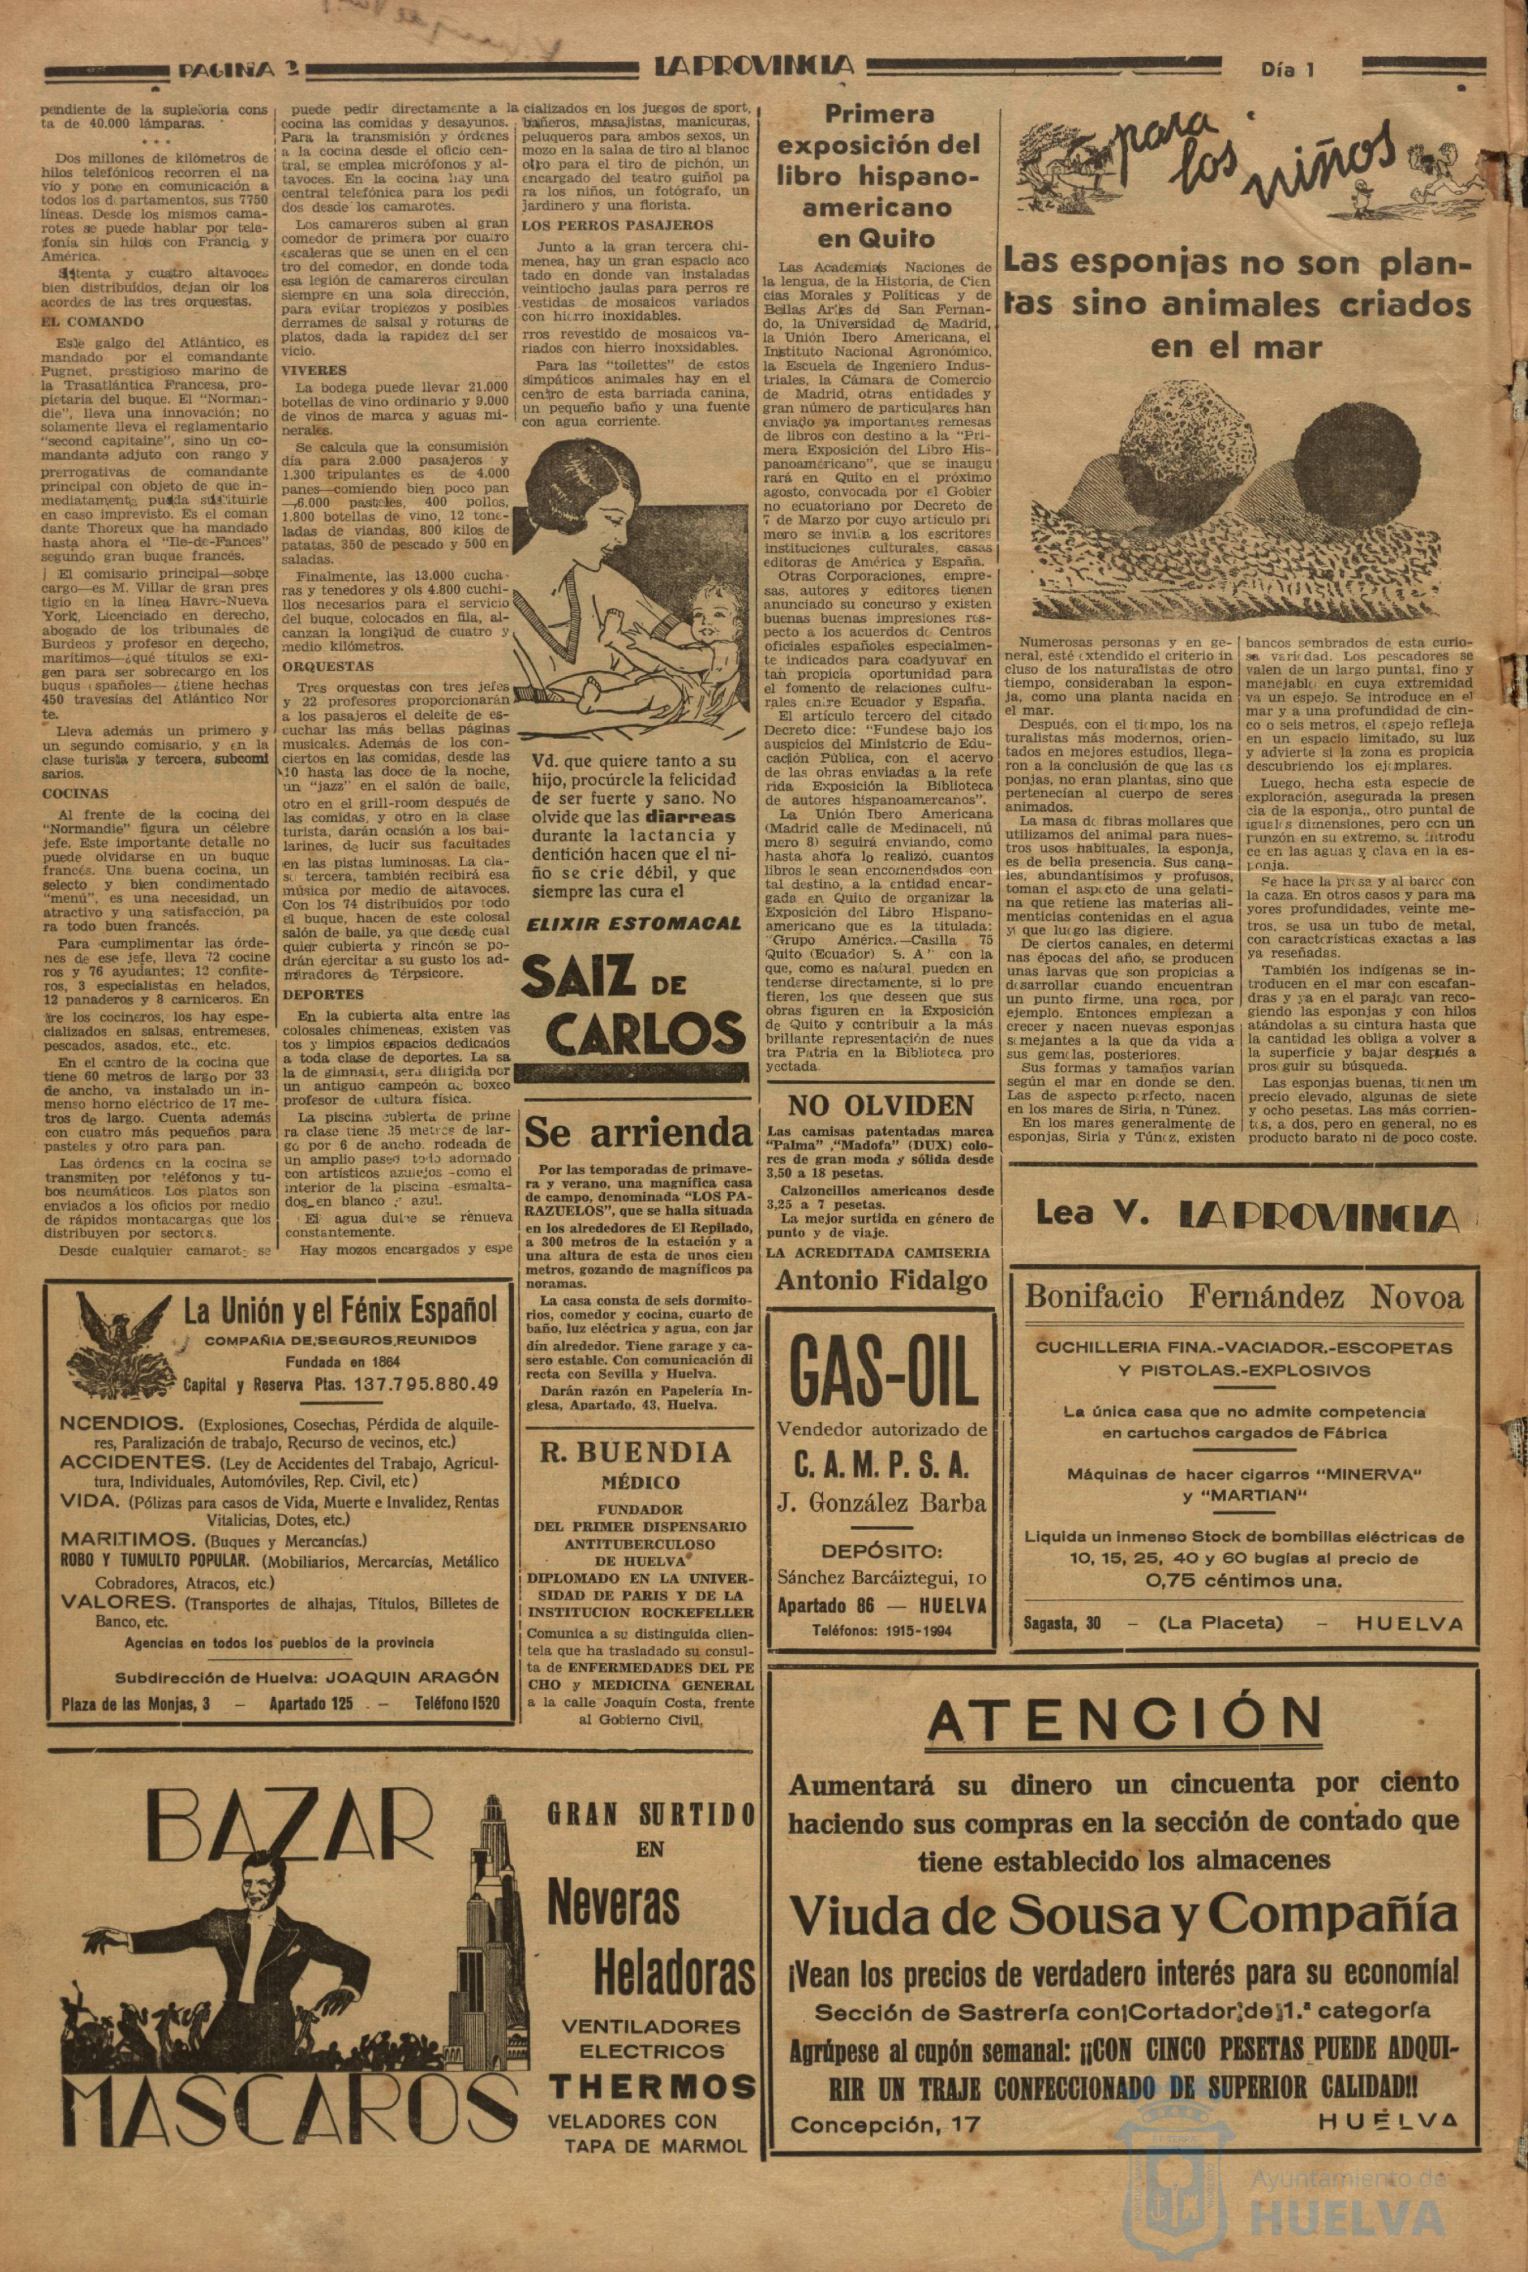 PAGINA 2
LA PROVINCIA
Día 1
pendiente de la supletoria cons
ta de 40.000 lámparas.
* * *
Dos millones de kilómetros de
hilos telefónicos recorren el na
vío y pone en comunicación a
todos los departamentos, sus 7750
líneas. Desde los mismos cama-
rotes se puede hablar por tele-
fonía sin hilos con Francia y
América.
Setenta y cuatro altavoces
bien distribuídos, dejan oir los
acordes de las tres orquestas.
EL COMANDO
Este galgo del Atlántico, es
mandado por el comandante
Pugnet, prestigioso marino de
la Trasatlántica Francesa, pro-
pietaria del buque. El "Norman-
die", lleva una innovación; no
solamente lleva el reglamentario
"second capitaine", sino un co-
mandante adjuto con rango y
prerrogativas de comandante
principal con objeto de que in-
mediatamente pueda sustituirle
en caso imprevisto. Es el coman
dante Thoreux que ha mandado
hasta ahora el "Ile-de-Fances"
segundo gran buque francés.
El comisario principal—sobre
cargo—es M. Villar de gran pres
tigio en la línea Havre-Nueva
York, Licenciado en derecho,
abogado de los tribunales de
Burdeos y profesor en derecho,
marítimos—¿qué títulos se exi-
gen para ser sobrecargo en los
buqus españoles— ¿tiene hechas
450 travesías del Atlántico Nor
te.
Lleva además un primero y
un segundo comisario, y en la
clase turista y tercera, subcomi
sarios.
COCINAS
Al frente de la cocina del
"Normandie" figura un célebre
jefe. Este importante detalle no
puede olvidarse en un buque
francés. Una buena cocina, un
selecto y bien condimentado
"menú", es una necesidad, un
atractivo y una satisfacción, pa
ra todo buen francés.
Para cumplimentar las órde-
nes de ese jefe, lleva 72 cocine
ros y 76 ayudantes; 12 confite-
ros, 3 especialistas en helados,
12 panaderos y 8 carniceros. En
tre los cocineros, los hay espe-
cializados en salsas, entremeses,
pescados, asados, etc., etc.
En el centro de la cocina que
tiene 60 metros de largo por 33
de ancho, va instalado un in-
menso horno eléctrico de 17 me-
tros de largo. Cuenta además
con cuatro más pequeños para
pasteles y otro para pan.
Las órdenes en la cocina se
transmiten por teléfonos y tu-
bos neumáticos. Los platos son
enviados a los oficios por medio
de rápidos montacargas que los
distribuyen por sectores.
Desde cualquier camarote se
puede pedir directamente a la
cocina las comidas y desayunos.
Para la transmisión y órdenes
a la cocina desde el oficio cen-
tral, se emplea micrófonos y al-
tavoces. En la cocina hay una
central telefónica para los pedi
dos desde los camarotes.
Los camareros suben al gran
comedor de primera por cuatro
escaleras que se unen en el cen
tro del comedor, en donde toda
esa legión de camareros circulan
siempre en una sola dirección,
para evitar tropiezos y posibles
derrames de salsal y roturas de
platos, dada la rapidez del ser
vicio.
VIVERES
La bodega puede llevar 21.000
botellas de vino ordinario y 9.000
de vinos de marca y aguas mi-
nerales.
Se calcula que la consumisión
día para 2.000 pasajeros y
1.300 tripulantes es de 4.000
panes—comiendo bien poco pan
—,6.000 pasteles, 400 pollos,
1.800 botellas de vino, 12 tone-
ladas de viandas, 800 kilos de
patatas, 350 de pescado y 500 en
saladas.
Finalmente, las 13.000 cucha-
ras y tenedores y ols 4.800 cuchi-
llos necesarios para el servicio
del buque, colocados en fila, al-
canzan la longitud de cuatro y
medio kilómetros.
ORQUESTAS
Tres orquestas con tres jefes
y 22 profesores proporcionarán
a los pasajeros el deleite de es-
cuchar las más bellas páginas
musicales. Además de los con-
ciertos en las comidas, desde las
10 hasta las doce de la noche,
un "jazz" en el salón de baile,
otro en el grill-room después de
las comidas, y otro en la clase
turista, darán ocasión a los bai-
larines, de lucir sus facultades
en las pistas luminosas. La cla-
se tercera, también recibirá esa
música por medio de altavoces.
Con los 74 distribuidos por todo
el buque, hacen de este colosal
salón de baile, ya que desde cual
quier cubierta y rincón se po-
drán ejercitar a su gusto los ad-
miradores de Térpsicore.
DEPORTES
En la cubierta alta entre las
colosales chimeneas, existen vas
tos y limpios espacios dedicados
a toda clase de deportes. La sa
la de gimnasia, será dirigida por
un antiguo campeón de boxeo
profesor de cultura física.
La piscina cubierta de prime
ra clase tiene 25 metros de lar-
go por 6 de ancho, rodeada de
un amplio paseo todo adornado
con artísticos azulejos -como el
interior de la piscina -esmalta-
dos en blanco y azul.
El agua dulce se renueva
constantemente.
Hay mozos encargados y espe
cializados en los juegos de sport,
bañeros, masajistas, manicuras,
peluqueros para ambos sexos, un
mozo en la salaa de tiro al blanoc
otro para el tiro de pichón, un
encargado del teatro guiñol pa
ra los niños, un fotógrafo, un
jardinero y una florista.
LOS PERROS PASAJEROS
Junto a la gran tercera chi-
menea, hay un gran espacio aco
tado en donde van instaladas
veintiocho jaulas para perros re
vestidas de mosaicos variados
con hierro inoxidables.
rros revestido de mosaicos va-
riados con hierro inoxsidables.
Para las "toilettes" de estos
simpáticos animales hay en el
centro de esta barriada canina,
un pequeño baño y una fuente
con agua corriente.
Vd. que quiere tanto a su
hijo, procúrele la felicidad
de ser fuerte y sano. No
olvide que las diarreas
durante la lactancia y
dentición hacen que el ni-
ño se críe débil, y que
siempre las cura el
ELIXIR ESTOMACAL
SAIZ DE
CARLOS
Se arrienda
Por las temporadas de primave-
ra y verano, una magnífica casa
de campo, denominada "LOS PA-
RAZUELOS", que se halla situada
en los alrededores de El Repilado,
a 300 metros de la estación y a
una altura de esta de unos cien
metros, gozando de magníficos pa
noramas.
La casa consta de seis dormito-
rios, comedor y cocina, cuarto de
baño, luz eléctrica y agua, con jar
dín alrededor. Tiene garage y ca-
sero estable. Con comunicación di
recta con Sevilla y Huelva.
Darán razón en Papelería In-
glesa, Apartado, 43, Huelva.
R. BUENDIA
MÉDICO
FUNDADOR
DEL PRIMER DISPENSARIO
ANTITUBERCULOSO
DE HUELVA
DIPLOMADO EN LA UNIVER-
SIDAD DE PARIS Y DE LA
INSTITUCION ROCKEFELLER
Comunica a su distinguida clien-
tela que ha trasladado su consul-
ta de ENFERMEDADES DEL PE
CHO y MEDICINA GENERAL
a la calle Joaquín Costa, frente
al Gobierno Civil,
Primera
exposición del
libro hispano-
americano
en Quito
Las Academias Naciones de
la lengua, de la Historia, de Cien
cias Morales y Políticas y de
Bellas Artes de San Fernan-
do, la Universidad de Madrid,
la Unión Ibero Americana, el
Instituto Nacional Agronómico,
la Escuela de Ingeniero Indus-
triales, la Cámara de Comercio
de Madrid, otras entidades y
gran número de particulares han
enviado ya importantes remesas
de libros con destino a la "Pri-
mera Exposición del Libro His-
panoaméricano", que se inaugu
rará en Quito en el próximo
agosto, convocada por el Gobier
no ecuatoriano por Decreto de
7 de Marzo por cuyo artículo pri
mero se invita a los escritores
instituciones culturales, casas
editoras de América y España.
Otras Corporaciones, empre-
sas, autores y editores tienen
anunciado su concurso y existen
buenas buenas impresiones res-
pecto a los acuerdos de Centros
oficiales españoles especialmen-
te indicados para coadyuvar en
tan propicia oportunidad para
el fomento de relaciones cultu-
rales entre Ecuador y España.
El artículo tercero del citado
Decreto dice: "Fundese bajo los
auspicios del Ministerio de Edu-
cación Pública, con el acervo
de las obras enviadas a la refe
rida Exposición la Biblioteca
de autores hispanoamercanos".
La Unión Ibero Americana
(Madrid calle de Medinaceli, nú
mero 8) seguirá enviando, como
hasta ahora lo realizó, cuantos
libros le sean encomendados con
tal destino, a la entidad encar-
gada en Quito de organizar la
Exposición del Libro Hispano-
americano que es la titulada:
"Grupo América.—Casilla 75
Quito (Ecuador) S. A" con la
que, como es natural, pueden en
tenderse directamente, si lo pre
fieren, los que deseen que sus
obras figuren en la Exposición
de Quito y contribuir a la más
brillante representación de nues
tra Patria en la Biblioteca pro
yectada.
NO OLVIDEN
Las camisas patentadas marca
"Palma" ,"Madofa" (DUX) colo-
res de gran moda y sólida desde
3,50 a 18 pesetas.
Calzoncillos americanos desde
3,25 a 7 pesetas.
La mejor surtida en género de
punto y de viaje.
LA ACREDITADA CAMISERIA
Antonio Fidalgo
GAS-OIL
Vendedor autorizado de
C. A. M. P. S. A.
J. González Barba
DEPÓSITO:
Sánchez Barcáiztegui, 10
Apartado 86 — HUELVA
Teléfonos: 1915-1994
para los niños
Las esponjas no son plan-
tas sino animales criados
en el mar
Numerosas personas y en ge-
neral, esté extendido el criterio in
cluso de los naturalistas de otro
tiempo, consideraban la espon-
ja, como una planta nacida en
el mar.
Después, con el tiempo, los na
turalistas más modernos, orien-
tados en mejores estudios, llega-
ron a la conclusión de que las es
ponjas, no eran plantas, sino que
pertenecían al cuerpo de seres
animados.
La masa de fibras mollares que
utilizamos del animal para nues-
tros usos habituales, la esponja,
es de bella presencia. Sus cana-
les, abundantísimos y profusos,
toman el aspecto de una gelati-
na que retiene las materias ali-
menticias contenidas en el agua
y que luego las digiere.
De ciertos canales, en determi
nas épocas del año, se producen
unas larvas que son propicias a
desarrollar cuando encuentran
un punto firme, una roca, por
ejemplo. Entonces empiezan a
crecer y nacen nuevas esponjas
semejantes a la que da vida a
sus gemelas, posteriores.
Sus formas y tamaños varían
según el mar en donde se den.
Las de aspecto perfecto, nacen
en los mares de Siria, n Túnez.
En los mares generalmente de
esponjas, Siria y Túnez, existen
bancos sembrados de esta curio-
sa variedad. Los pescadores se
valen de un largo puntal, fino y
manejable en cuya extremidad
va un espejo. Se introduce en el
mar y a una profundidad de cin-
co o seis metros, el espejo refleja
en un espacio limitado, su luz
y advierte si la zona es propicia
descubriendo los ejemplares.
Luego, hecha esta especie de
exploración, asegurada la presen
cia de la esponja,, otro puntal de
iguales dimensiones, pero con un
punzón en su extremo, se introdu
ce en las aguas y clava en la es-
ponja.
Se hace la presa y al barco con
la caza. En otros casos y para ma
yores profundidades, veinte me-
tros, se usa un tubo de metal,
con características exactas a las
ya reseñadas.
También los indígenas se in-
troducen en el mar con escafan-
dras y ya en el paraje van reco-
giendo las esponjas y con hilos
atándolas a su cintura hasta que
la cantidad les obliga a volver a
la superficie y bajar después a
proseguir su búsqueda.
Las esponjas buenas, tienen un
precio elevado, algunas de siete
y ocho pesetas. Las más corrien-
tes, a dos, pero en general, no es
producto barato ni de poco coste.
Lea V. LA PROVINCIA
Bonifacio Fernández Novoa
CUCHILLERIA FINA.-VACIADOR.-ESCOPETAS
Y PISTOLAS.-EXPLOSIVOS
La única casa que no admite competencia
en cartuchos cargados de Fábrica
Máquinas de hacer cigarros "MINERVA"
y "MARTIAN"
Liquida un inmenso Stock de bombillas eléctricas de
10, 15, 25, 40 y 60 bugías al precio de
0,75 céntimos una.
Sagasta, 30 — (La Placeta) — HUELVA
La Unión y el Fénix Español
COMPAÑIA DE SEGUROS REUNIDOS
Fundada en 1864
Capital y Reserva Ptas. 137.795.880.49
NCENDIOS. (Explosiones, Cosechas, Pérdida de alquile-
res, Paralización de trabajo, Recurso de vecinos, etc.)
ACCIDENTES. (Ley de Accidentes del Trabajo, Agricul-
tura, Individuales, Automóviles, Rep. Civil, etc)
VIDA. (Pólizas para casos de Vida, Muerte e Invalidez, Rentas
Vitalicias, Dotes, etc.)
MARITIMOS. (Buques y Mercancías.)
ROBO Y TUMULTO POPULAR. (Mobiliarios, Mercarcías, Metálico
Cobradores, Atracos, etc.)
VALORES. (Transportes de alhajas, Títulos, Billetes de
Banco, etc.
Agencias en todos los pueblos de la provincia
Subdirección de Huelva: JOAQUIN ARAGÓN
Plaza de las Monjas, 3 — Apartado 125 . — Teléfono 1520
BAZAR
MASCAROS
GRAN SURTIDO
EN
Neveras
Heladoras
VENTILADORES
ELECTRICOS
THERMOS
VELADORES CON
TAPA DE MARMOL
ATENCIÓN
Aumentará su dinero un cincuenta por ciento
haciendo sus compras en la sección de contado que
tiene establecido los almacenes
Viuda de Sousa y Compañía
¡Vean los precios de verdadero interés para su economía!
Sección de Sastrería con Cortador de 1.ª categoría
Agrúpese al cupón semanal: ¡¡CON CINCO PESETAS PUEDE ADQUI-
RIR UN TRAJE CONFECCIONADO DE SUPERIOR CALIDAD!!
Concepción, 17 HUELVA
Ayuntamiento de
HUELVA